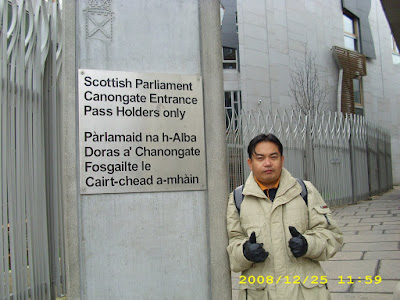 Scottish Parliament
Canongate Entrance
Pass Holders only
Pàrlamaid na h-Alba
Doras a' Chanongate
Fosgailte le
Cairt-chead a-mhàin
2008/12/25 11:59